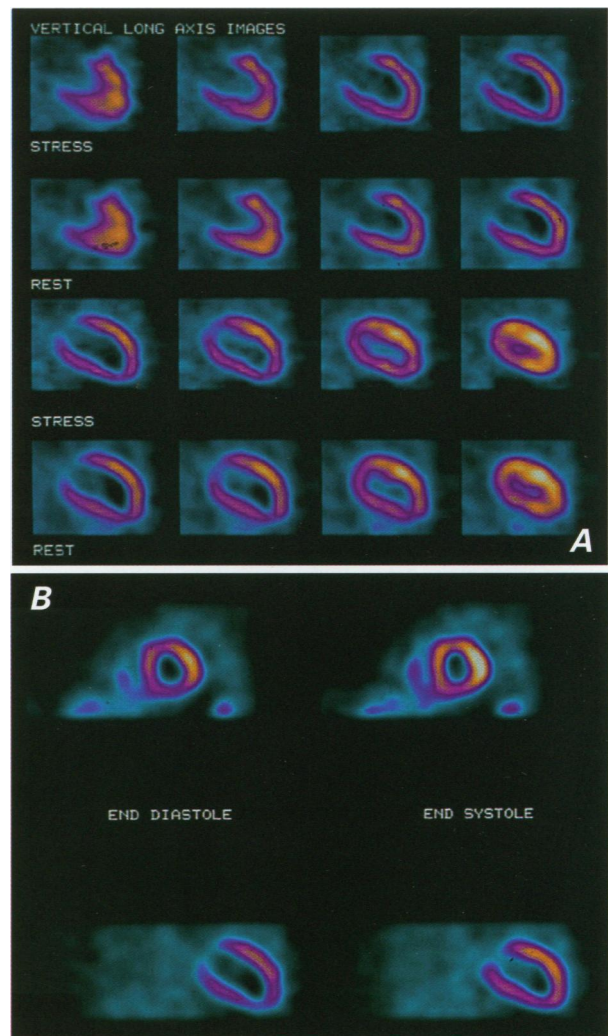 VERTICAL LONG AXIS IMAGES
STRESS
REST
STRESS
REST
A
B
END DIASTOLE
END SYSTOLE